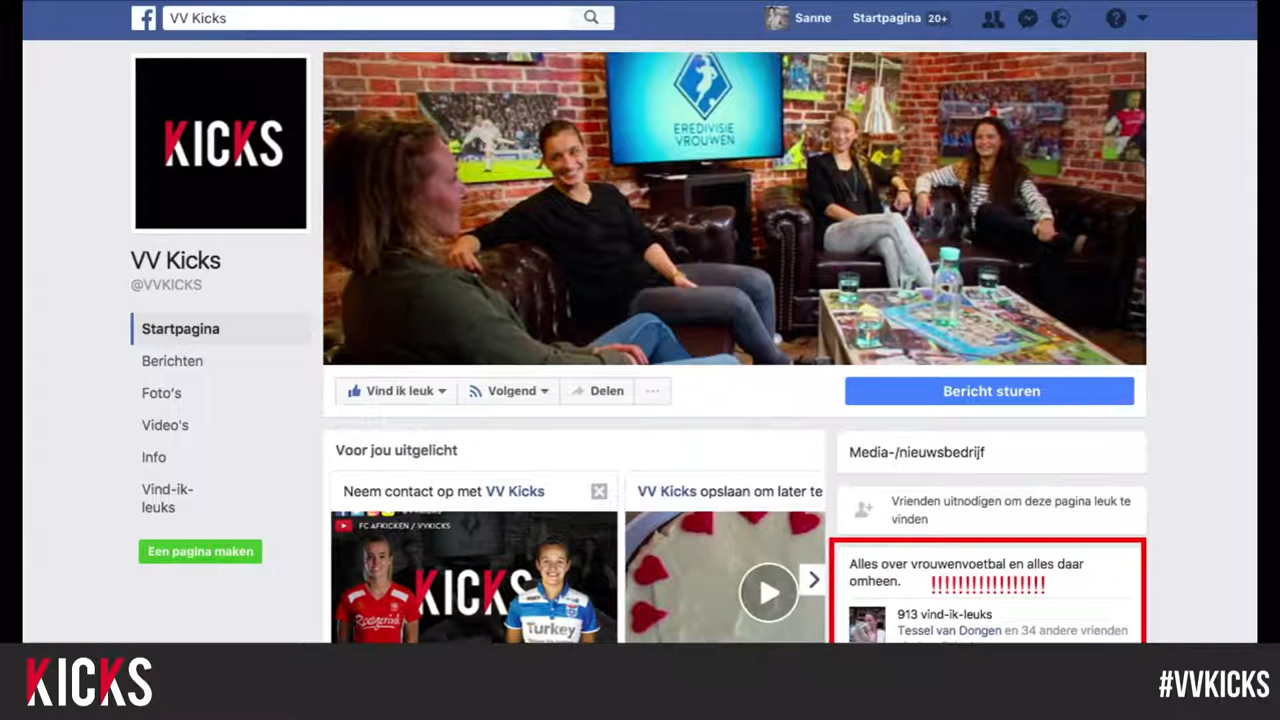 VV Kicks
Sanne
Startpagina 20+
KICKS
EREDIVISIE
VROUWEN
VV Kicks
@VVKICKS
Startpagina
Berichten
Foto's
Video's
Info
Vind-ik-
leuks
Een pagina maken
Vind ik leuk
Volgend
Delen
Bericht sturen
Voor jou uitgelicht
Neem contact op met VV Kicks
FC AFKICKEN / VVKICKS
KICKS
Turkey
VV Kicks opslaan om later te
Media-/nieuwsbedrijf
Vrienden uitnodigen om deze pagina leuk te
vinden
Alles over vrouwenvoetbal en alles daar
omheen. !!!!!!!!!!!!!!!!!
913 vind-ik-leuks
Tessel van Dongen en 34 andere vrienden
KICKS
#VVKICKS